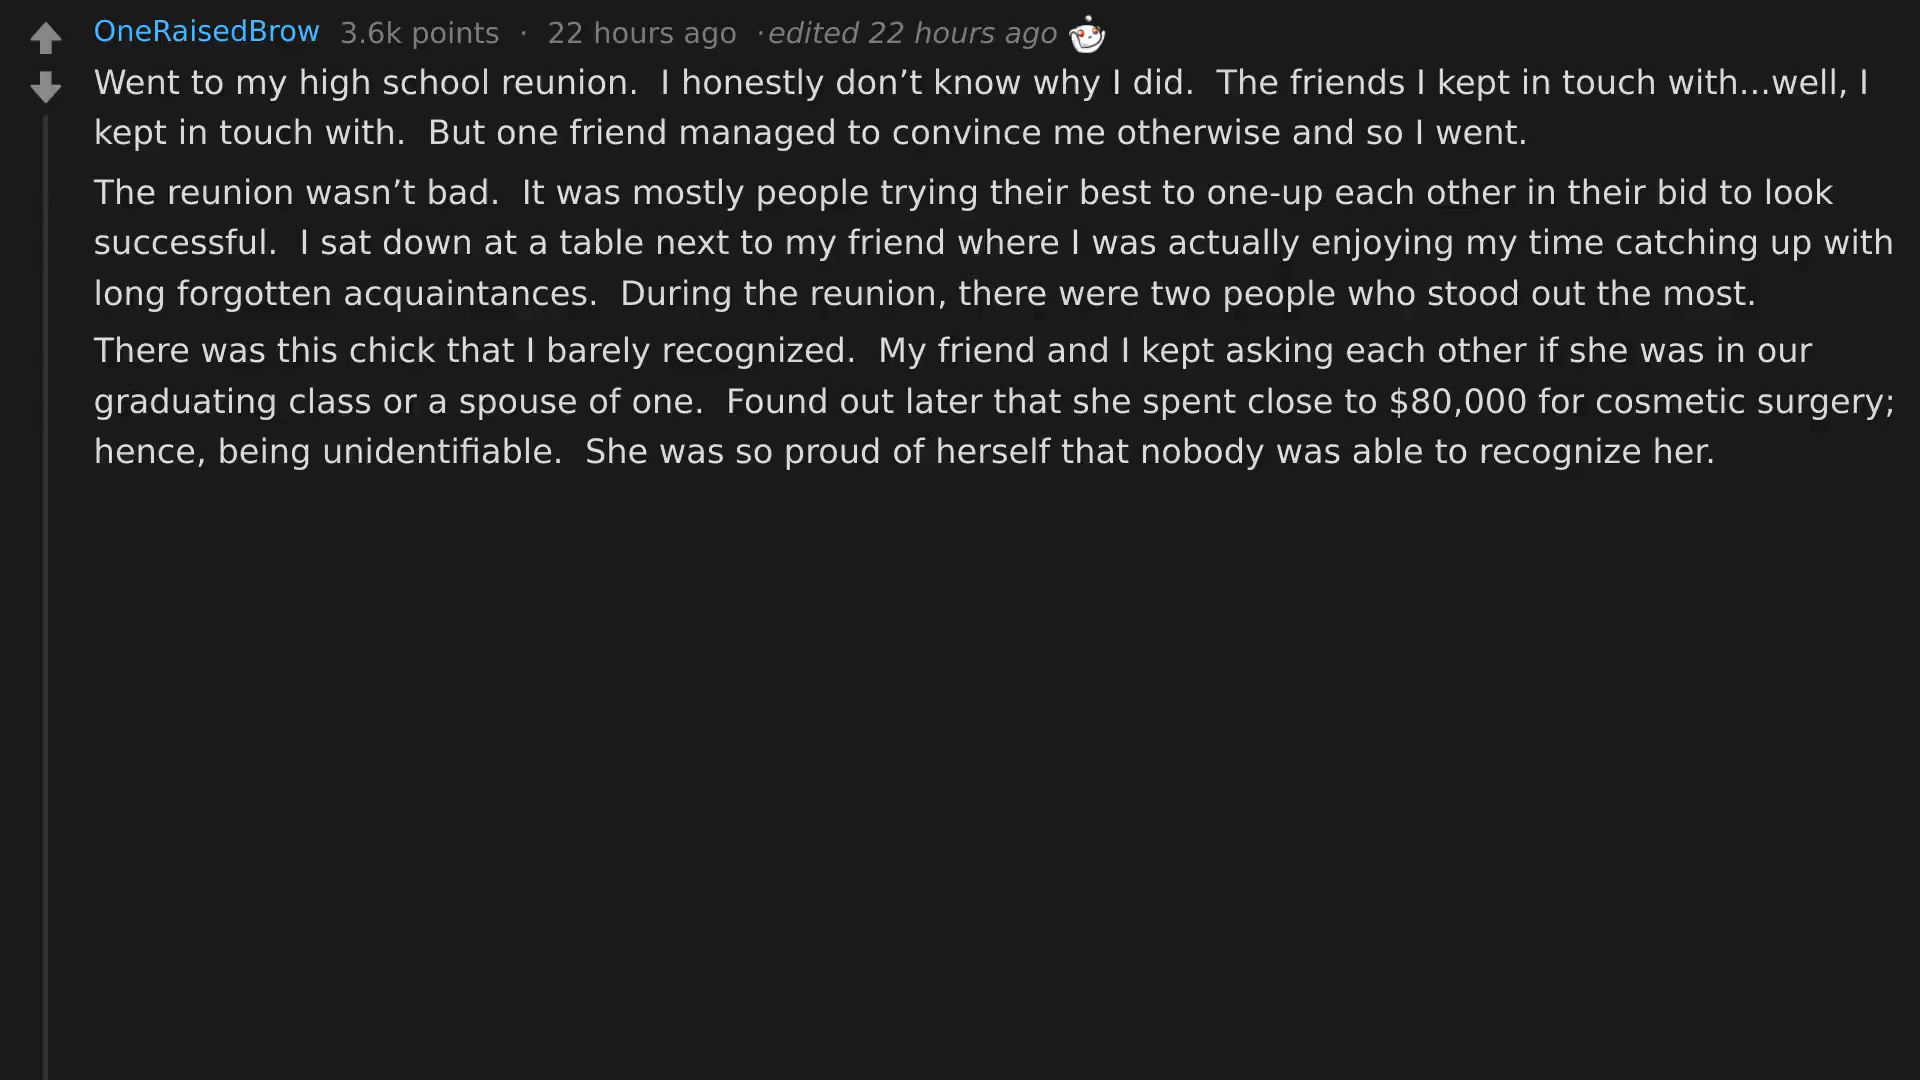 OneRaisedBrow 3.6k points · 22 hours ago ·edited 22 hours ago
Went to my high school reunion.  I honestly don’t know why I did.  The friends I kept in touch with...well, I
kept in touch with.  But one friend managed to convince me otherwise and so I went.
The reunion wasn’t bad.  It was mostly people trying their best to one-up each other in their bid to look
successful.  I sat down at a table next to my friend where I was actually enjoying my time catching up with
long forgotten acquaintances.  During the reunion, there were two people who stood out the most.
There was this chick that I barely recognized.  My friend and I kept asking each other if she was in our
graduating class or a spouse of one.  Found out later that she spent close to $80,000 for cosmetic surgery;
hence, being unidentifiable.  She was so proud of herself that nobody was able to recognize her.